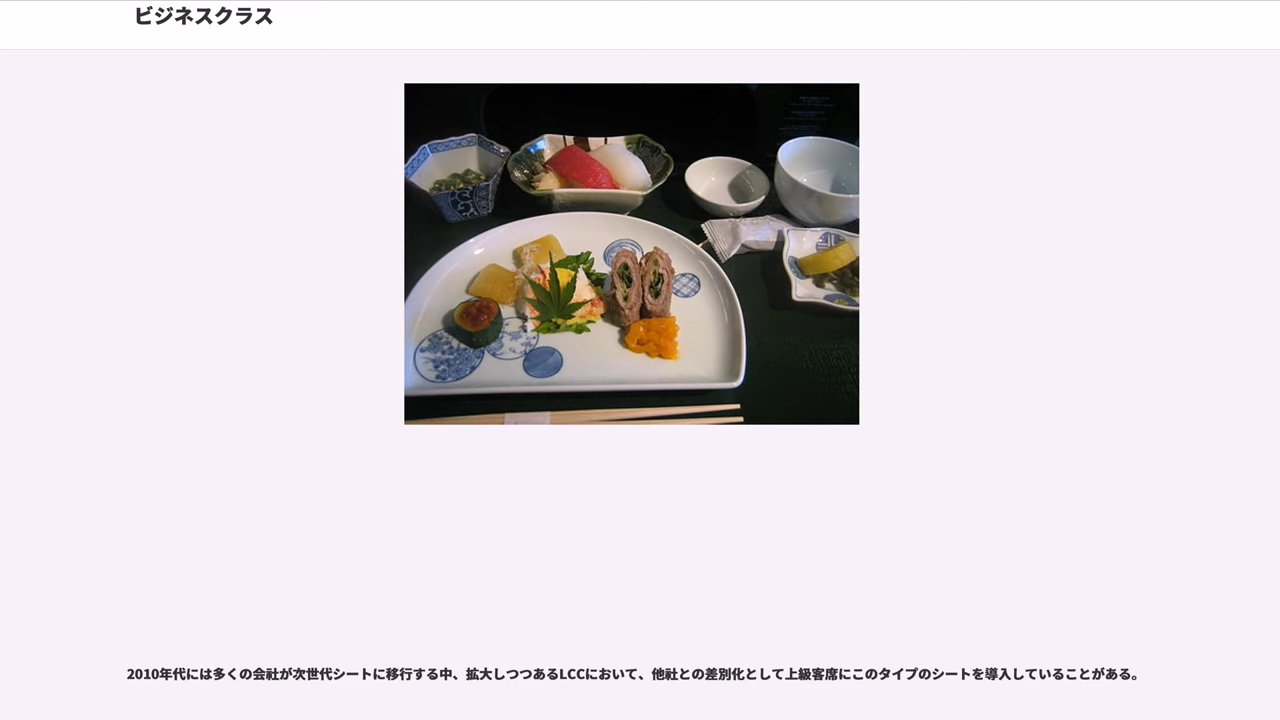 ビジネスクラス
2010年代には多くの会社が次世代シートに移行する中、拡大しつつあるLCCにおいて、他社との差別化として上級客席にこのタイプのシートを導入していることがある。